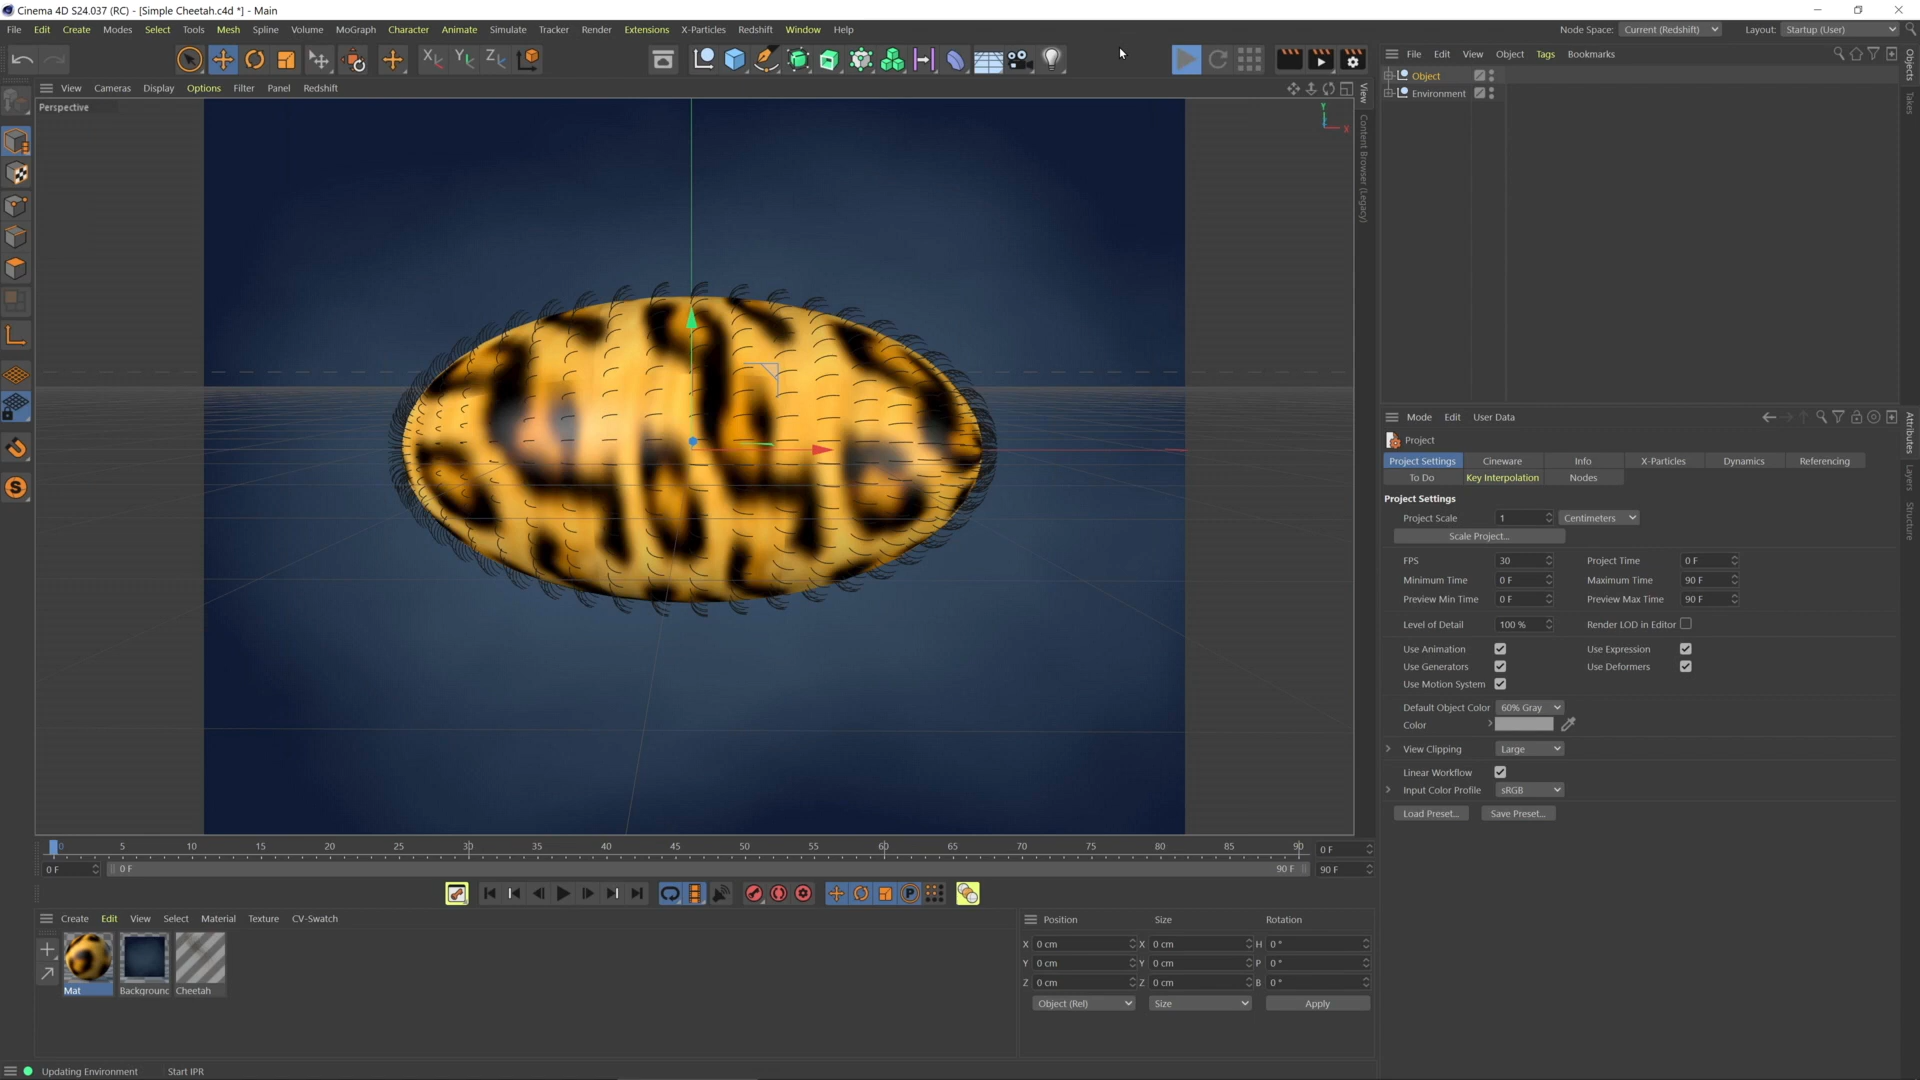 Cinema 4D S24.037 (RC) - [Simple Cheetah.c4d *] - Main
File Edit Create Modes Select Tools Mesh Spline Volume MoGraph Character Animate Simulate Tracker Render Extensions X-Particles Redshift Window Help
Node Space: Current (Redshift) Layout: Startup (User)
X Y Z
File Edit View Object Tags Bookmarks
View Cameras Display Options Filter Panel Redshift
Perspective
Y
X
Object
Environment
View
Content Browser (Legacy)
Objects
Takes
Mode Edit User Data
Project
Attributes
Layers
Structure
Project Settings Cineware Info X-Particles Dynamics Referencing
To Do Key Interpolation Nodes
Project Settings
Project Scale 1 Centimeters
Scale Project...
FPS 30 Project Time 0 F
Minimum Time 0 F Maximum Time 90 F
Preview Min Time 0 F Preview Max Time 90 F
Level of Detail 100 % Render LOD in Editor
Use Animation Use Expression
Use Generators Use Deformers
Use Motion System
Default Object Color 60% Gray
Color
View Clipping Large
Linear Workflow
Input Color Profile sRGB
Load Preset... Save Preset...
0 5 10 15 20 25 30 35 40 45 50 55 60 65 70 75 80 85 90 0 F
0 F 0 F 90 F 90 F
P
S
Create Edit View Select Material Texture CV-Swatch
Mat Backgrounc Cheetah
Position Size Rotation
X 0 cm X 0 cm H 0 °
Y 0 cm Y 0 cm P 0 °
Z 0 cm Z 0 cm B 0 °
Object (Rel) Size Apply
Updating Environment Start IPR